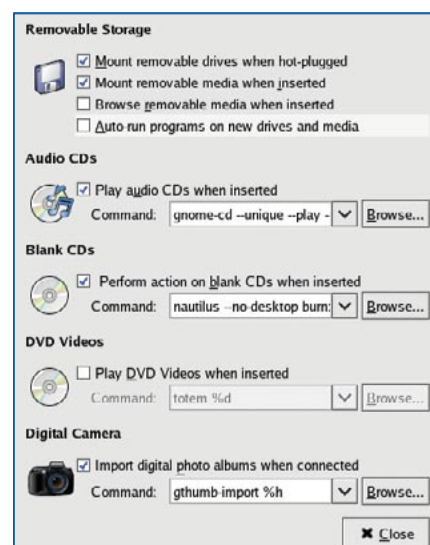 Removable Storage
Mount removable drives when hot-plugged
Mount removable media when inserted
Browse removable media when inserted
Auto-run programs on new drives and media
Audio CDs
Play audio CDs when inserted
Command: gnome-cd --unique --play - Browse...
Blank CDs
Perform action on blank CDs when inserted
Command: nautilus --no-desktop burn: Browse...
DVD Videos
Play DVD Videos when inserted
Command: totem %d Browse...
Digital Camera
Import digital photo albums when connected
Command: gthumb-import %h Browse...
Close